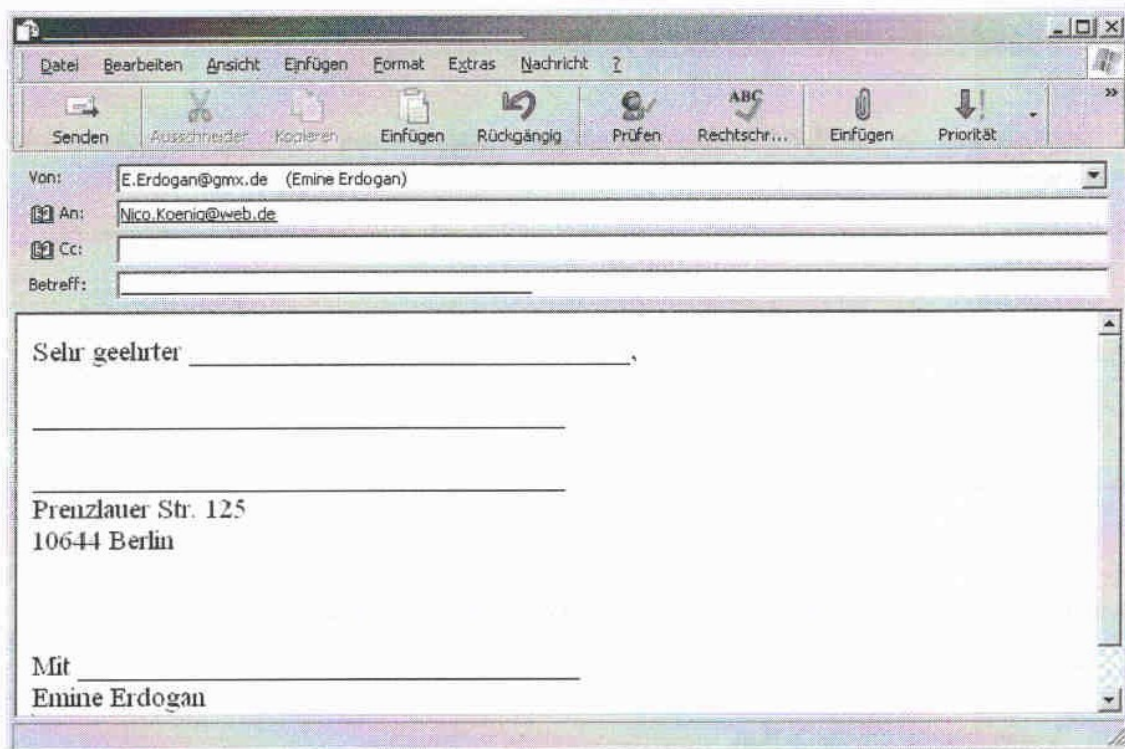 Datei Bearbeiten Ansicht Einfügen Format Extras Nachricht ?
Senden Ausschneiden Kopieren Einfügen Rückgängig Prüfen Rechtschr... Einfügen Priorität »
ABC
Von: E.Erdogan@gmx.de (Emine Erdogan)
An: Nico.Koenig@web.de
Cc:
Betreff:
Sehr geehrter ,
Prenzlauer Str. 125
10644 Berlin
Mit
Emine Erdogan